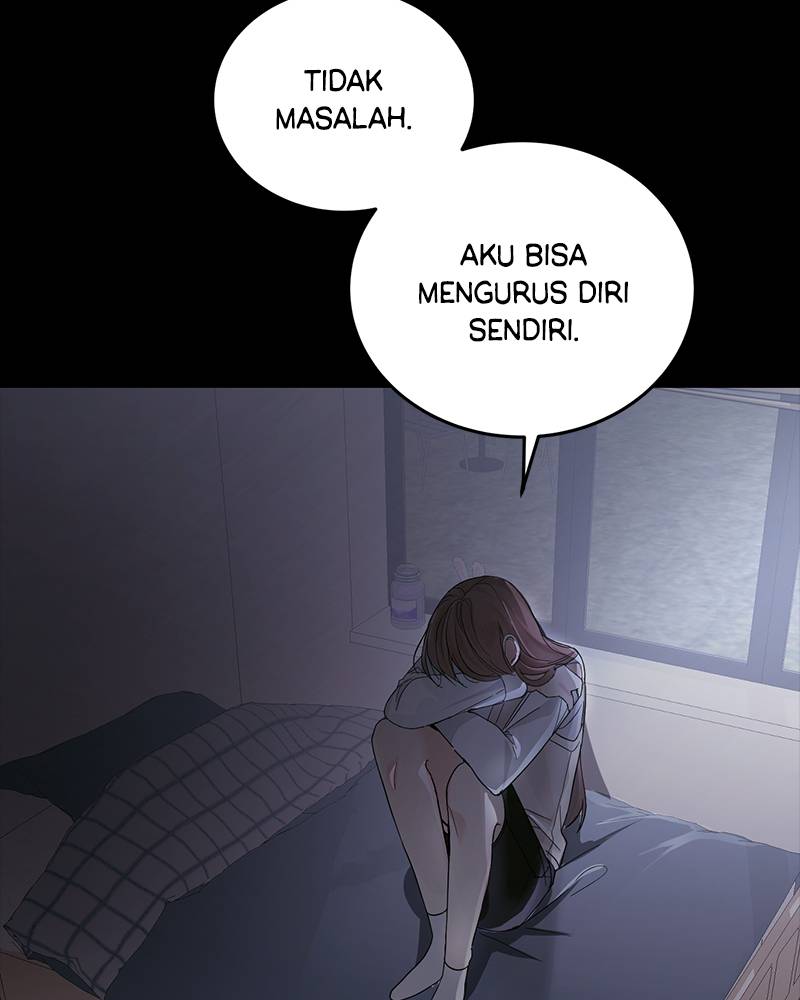 TIDAK
MASALAH.
AKU BISA
MENGURUS DIRI
SENDIRI.